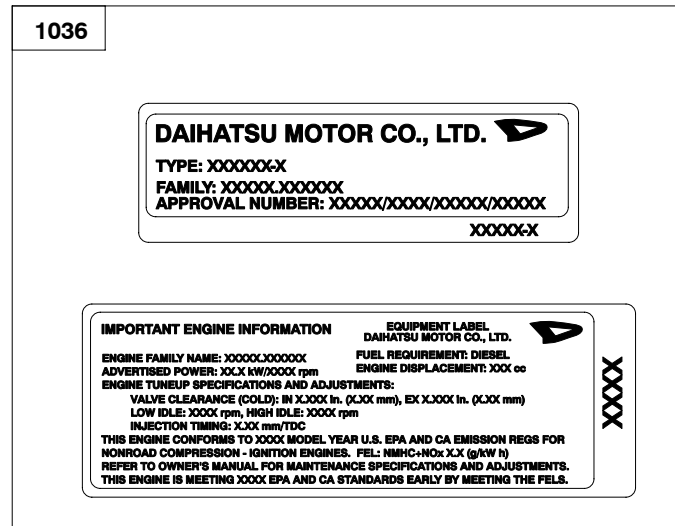 1036
DAIHATSU MOTOR CO., LTD.
TYPE: XXXXXX-X
FAMILY: XXXXX.XXXXXX
APPROVAL NUMBER: XXXXX/XXXX/XXXXX/XXXXX
XXXXX-X
IMPORTANT ENGINE INFORMATION
EQUIPMENT LABEL
DAIHATSU MOTOR CO., LTD.
ENGINE FAMILY NAME: XXXXX.XXXXXX
FUEL REQUIREMENT: DIESEL
ADVERTISED POWER: XX.X kW/XXXX rpm
ENGINE DISPLACEMENT: XXX cc
ENGINE TUNEUP SPECIFICATIONS AND ADJUSTMENTS:
VALVE CLEARANCE (COLD): IN X.XXX in. (X.XX mm), EX X.XXX in. (X.XX mm)
LOW IDLE: XXXX rpm, HIGH IDLE: XXXX rpm
INJECTION TIMING: X.XX mm/TDC
THIS ENGINE CONFORMS TO XXXX MODEL YEAR U.S. EPA AND CA EMISSION REGS FOR
NONROAD COMPRESSION - IGNITION ENGINES. FEL: NMHC+NOx X.X (g/kW h)
REFER TO OWNER'S MANUAL FOR MAINTENANCE SPECIFICATIONS AND ADJUSTMENTS.
THIS ENGINE IS MEETING XXXX EPA AND CA STANDARDS EARLY BY MEETING THE FELS.
XXXX